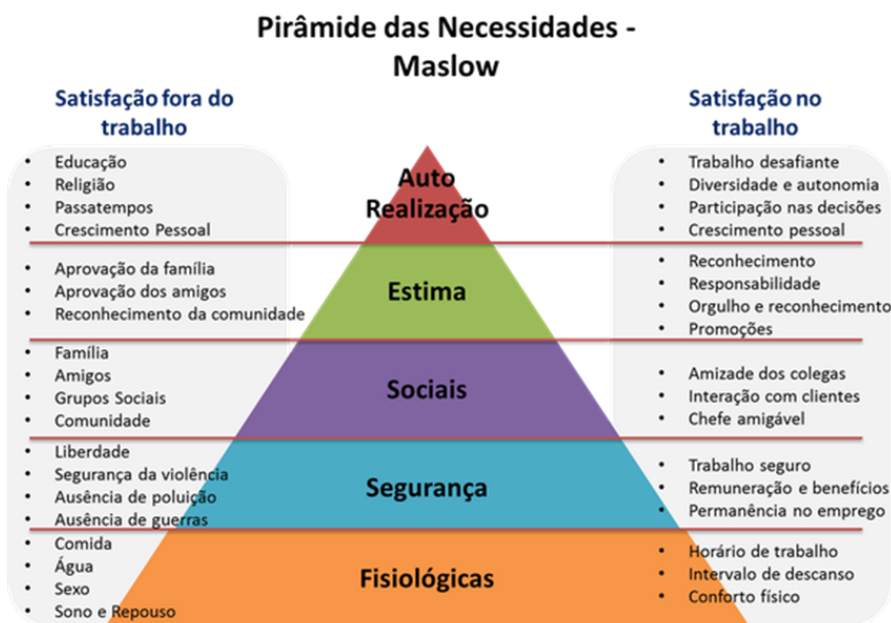 Pirâmide das Necessidades -
Maslow
Satisfação fora do
trabalho
• Educação
• Religião
• Passatempos
• Crescimento Pessoal
• Aprovação da família
• Aprovação dos amigos
• Reconhecimento da comunidade
• Família
• Amigos
• Grupos Sociais
• Comunidade
• Liberdade
• Segurança da violência
• Ausência de poluição
• Ausência de guerras
• Comida
• Água
• Sexo
• Sono e Repouso
Auto
Realização
Estima
Sociais
Segurança
Fisiológicas
Satisfação no
trabalho
• Trabalho desafiante
• Diversidade e autonomia
• Participação nas decisões
• Crescimento pessoal
• Reconhecimento
• Responsabilidade
• Orgulho e reconhecimento
• Promoções
• Amizade dos colegas
• Interação com clientes
• Chefe amigável
• Trabalho seguro
• Remuneração e benefícios
• Permanência no emprego
• Horário de trabalho
• Intervalo de descanso
• Conforto físico